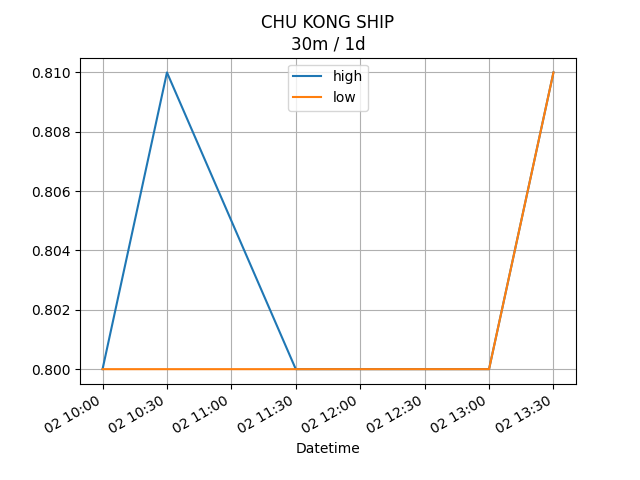 CHU KONG SHIP
30m / 1d
high
low
0.810
0.808
0.806
0.804
0.802
0.800
02 10:00
02 10:30
02 11:00
02 11:30
02 12:00
02 12:30
02 13:00
02 13:30
Datetime